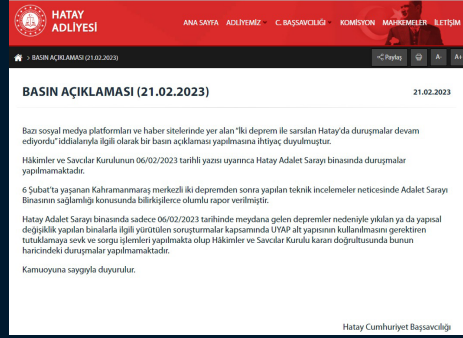 HATAY
ADLİYESİ
ANA SAYFA ADLİYEMİZ C. BAŞSAVCILIĞI KOMİSYON MAHKEMELER İLETİŞİM
> BASIN AÇIKLAMASI (21.02.2023)
Paylaş A- A+
BASIN AÇIKLAMASI (21.02.2023)
21.02.2023
Bazı sosyal medya platformları ve haber sitelerinde yer alan "İki deprem ile sarsılan Hatay'da duruşmalar devam
ediyordu" iddialarıyla ilgili olarak bir basın açıklaması yapılmasına ihtiyaç duyulmuştur.
Hâkimler ve Savcılar Kurulunun 06/02/2023 tarihli yazısı uyarınca Hatay Adalet Sarayı binasında duruşmalar
yapılmamaktadır.
6 Şubat'ta yaşanan Kahramanmaraş merkezli iki depremden sonra yapılan teknik incelemeler neticesinde Adalet Sarayı
Binasının sağlamlığı konusunda bilirkişilerce olumlu rapor verilmiştir.
Hatay Adalet Sarayı binasında sadece 06/02/2023 tarihinde meydana gelen depremler nedeniyle yıkılan ya da yapısal
değişiklik yapılan binalarla ilgili yürütülen soruşturmalar kapsamında UYAP alt yapısının kullanılmasını gerektiren
tutuklamaya sevk ve sorgu işlemleri yapılmakta olup Hâkimler ve Savcılar Kurulu kararı doğrultusunda bunun
haricindeki duruşmalar yapılmamaktadır.
Kamuoyuna saygıyla duyurulur.
Hatay Cumhuriyet Başsavcılığı